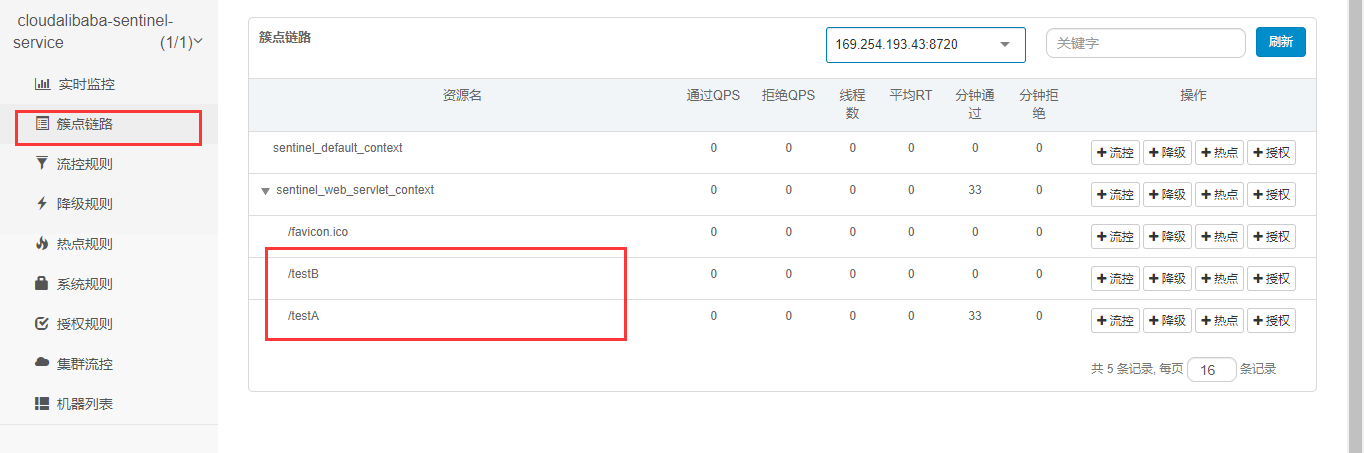 cloudalibaba-sentinel-
service (1/1)
实时监控
簇点链路
流控规则
降级规则
热点规则
系统规则
授权规则
集群流控
机器列表
簇点链路 169.254.193.43:8720 关键字 刷新
资源名 通过QPS 拒绝QPS 线程 平均RT 分钟通 分钟拒 操作
数 过 绝
sentinel_default_context 0 0 0 0 0 0 流控 降级 热点 授权
sentinel_web_servlet_context 0 0 0 0 33 0 流控 降级 热点 授权
/favicon.ico 0 0 0 0 0 0 流控 降级 热点 授权
/testB 0 0 0 0 0 0 流控 降级 热点 授权
/testA 0 0 0 0 33 0 流控 降级 热点 授权
共 5 条记录, 每页 16 条记录